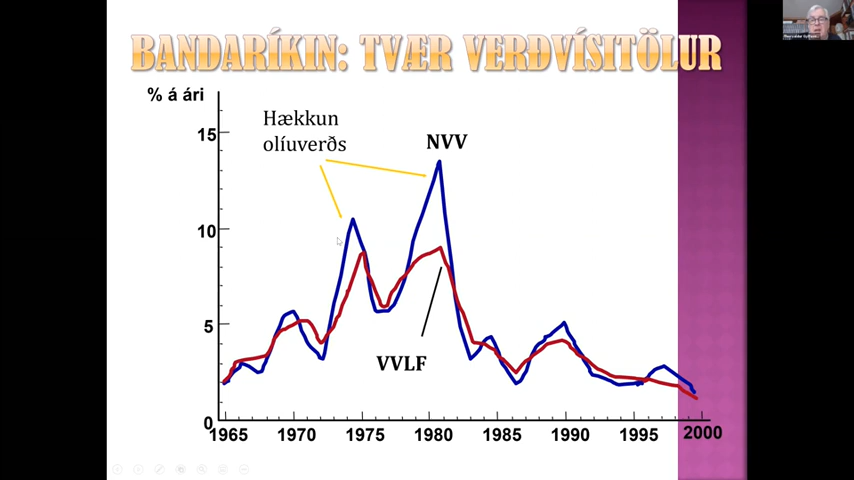 BANDARÍKIN: TVÆR VERÐVÍSITÖLUR
% á ári
Hækkun
olíuverðs
NVV
VVLF
15
10
5
0
1965 1970 1975 1980 1985 1990 1995 2000